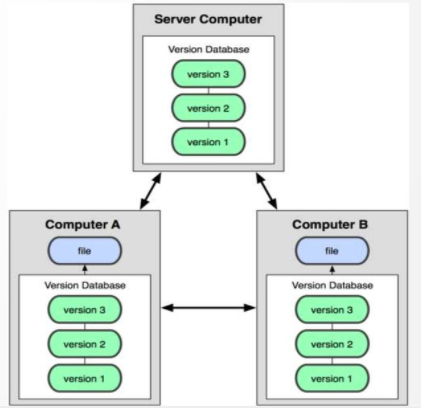 Server Computer
Version Database
version 3
version 2
version 1
Computer A
file
Version Database
version 3
version 2
version 1
Computer B
file
Version Database
version 3
version 2
version 1